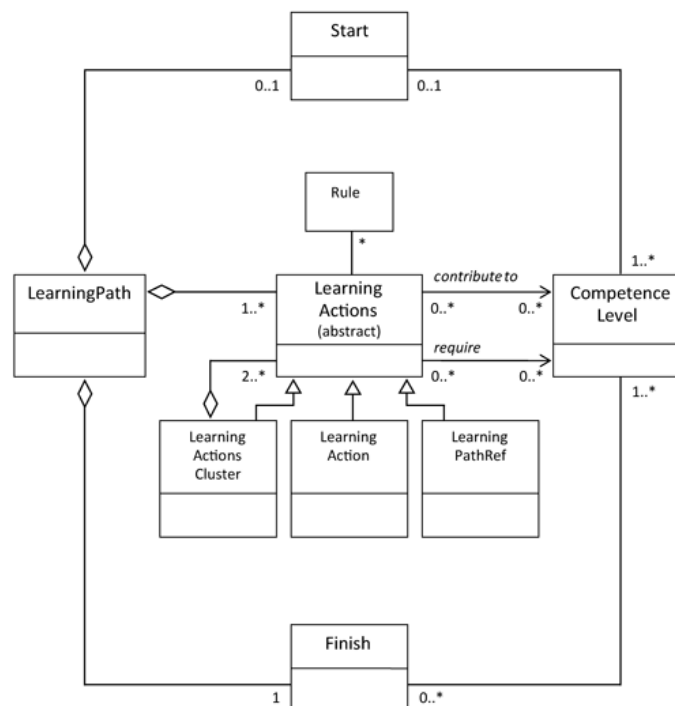 Start
0..1
0..1
Rule
*
contribute to
1..*
LearningPath
Learning
Actions
(abstract)
Competence
Level
1..*
0..*
0..*
require
2..*
0..*
0..*
1..*
Learning
Actions
Cluster
Learning
Action
Learning
PathRef
Finish
1
0..*